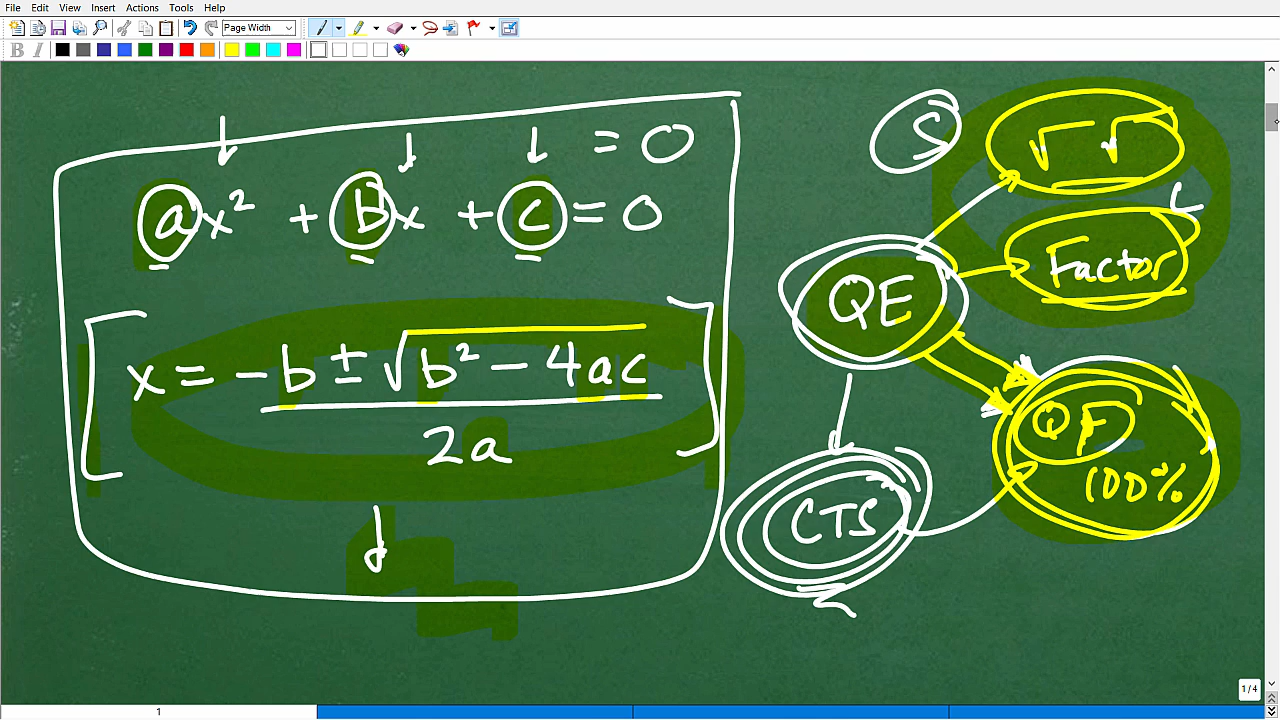 File Edit View Insert Actions Tools Help
Page Width
B I
= 0
ax² + bx + c = 0
x = -b ± √b² - 4ac
2a
S
√ √
Factor
QE
QF
100%
CTS
1/4
1